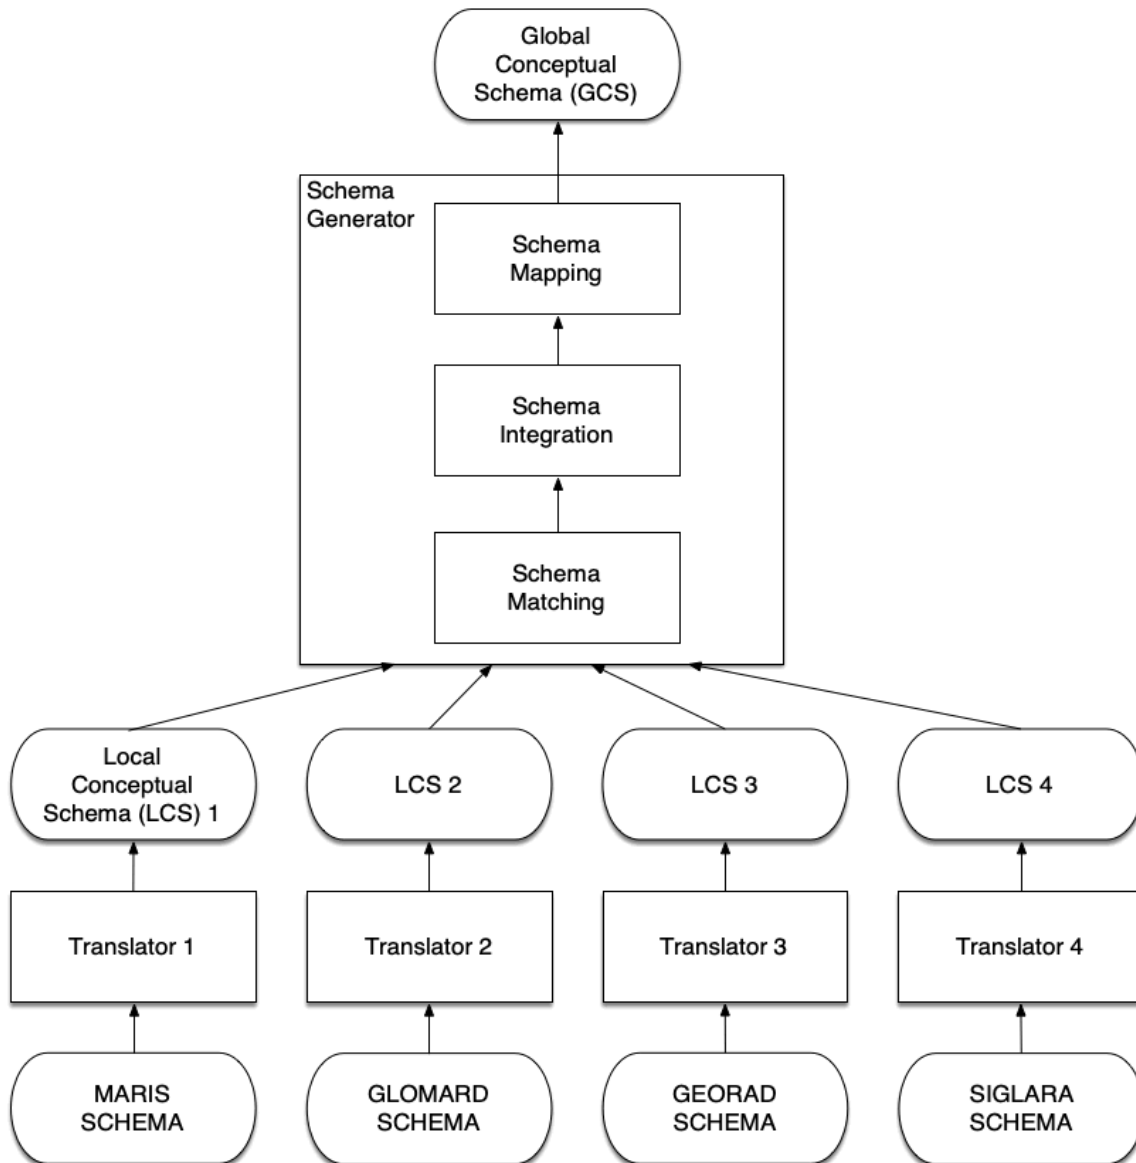 Global
Conceptual
Schema (GCS)
Schema
Generator
Schema
Mapping
Schema
Integration
Schema
Matching
Local
Conceptual
Schema (LCS) 1
LCS 2
LCS 3
LCS 4
Translator 1
Translator 2
Translator 3
Translator 4
MARIS
SCHEMA
GLOMARD
SCHEMA
GEORAD
SCHEMA
SIGLARA
SCHEMA